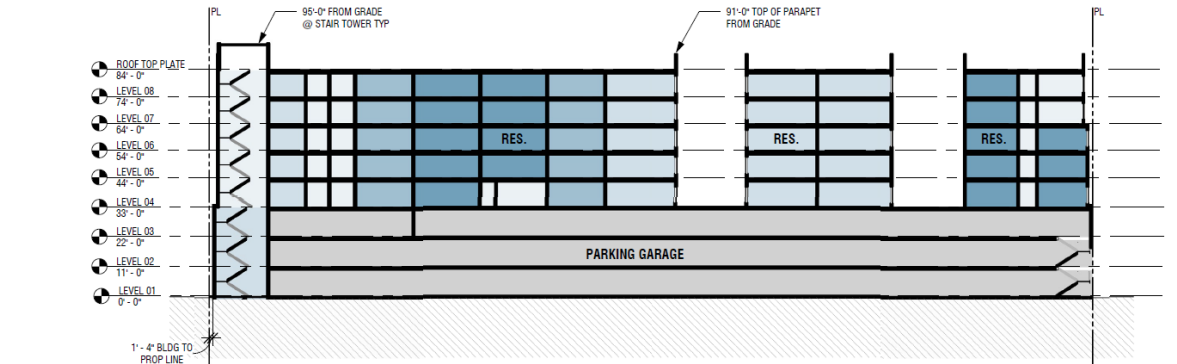 PL
95'-0" FROM GRADE
@ STAIR TOWER TYP
91'-0" TOP OF PARAPET
FROM GRADE
PL
ROOF TOP PLATE
84' - 0"
LEVEL 08
74' - 0"
LEVEL 07
64' - 0"
LEVEL 06
54' - 0"
LEVEL 05
44' - 0"
LEVEL 04
33' - 0"
LEVEL 03
22' - 0"
LEVEL 02
11' - 0"
LEVEL 01
0' - 0"
RES.
RES.
RES.
PARKING GARAGE
1' - 4" BLDG TO
PROP LINE